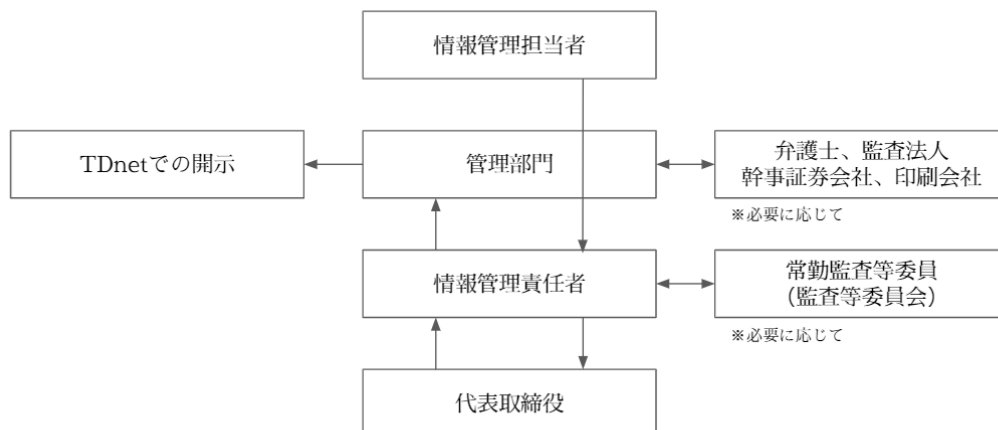 情報管理担当者
TDnetでの開示
管理部門
弁護士、監査法人
幹事証券会社、印刷会社
※必要に応じて
情報管理責任者
常勤監査等委員
（監査等委員会）
※必要に応じて
代表取締役